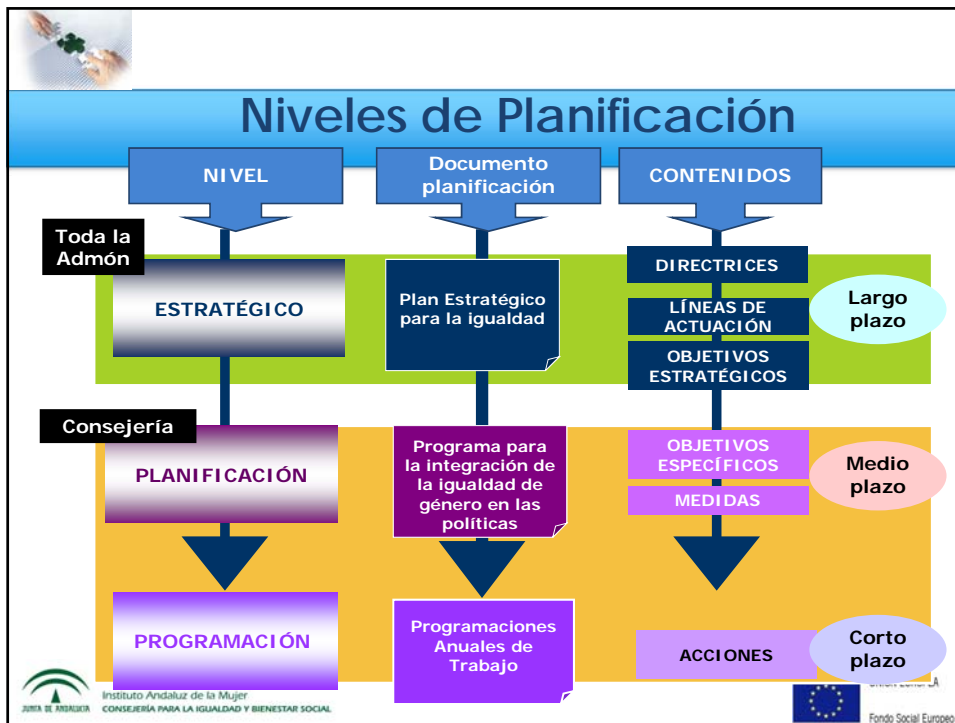 Niveles de Planificación
NIVEL
Documento
planificación
CONTENIDOS
Toda la
Admón
ESTRATÉGICO
Plan Estratégico
para la igualdad
DIRECTRICES
LÍNEAS DE
ACTUACIÓN
OBJETIVOS
ESTRATÉGICOS
Largo
plazo
Consejería
PLANIFICACIÓN
Programa para
la integración de
la igualdad de
género en las
políticas
OBJETIVOS
ESPECÍFICOS
MEDIDAS
Medio
plazo
PROGRAMACIÓN
Programaciones
Anuales de
Trabajo
ACCIONES
Corto
plazo
JUNTA DE ANDALUCIA
Instituto Andaluz de la Mujer
CONSEJERÍA PARA LA IGUALDAD Y BIENESTAR SOCIAL
Fondo Social Europeo